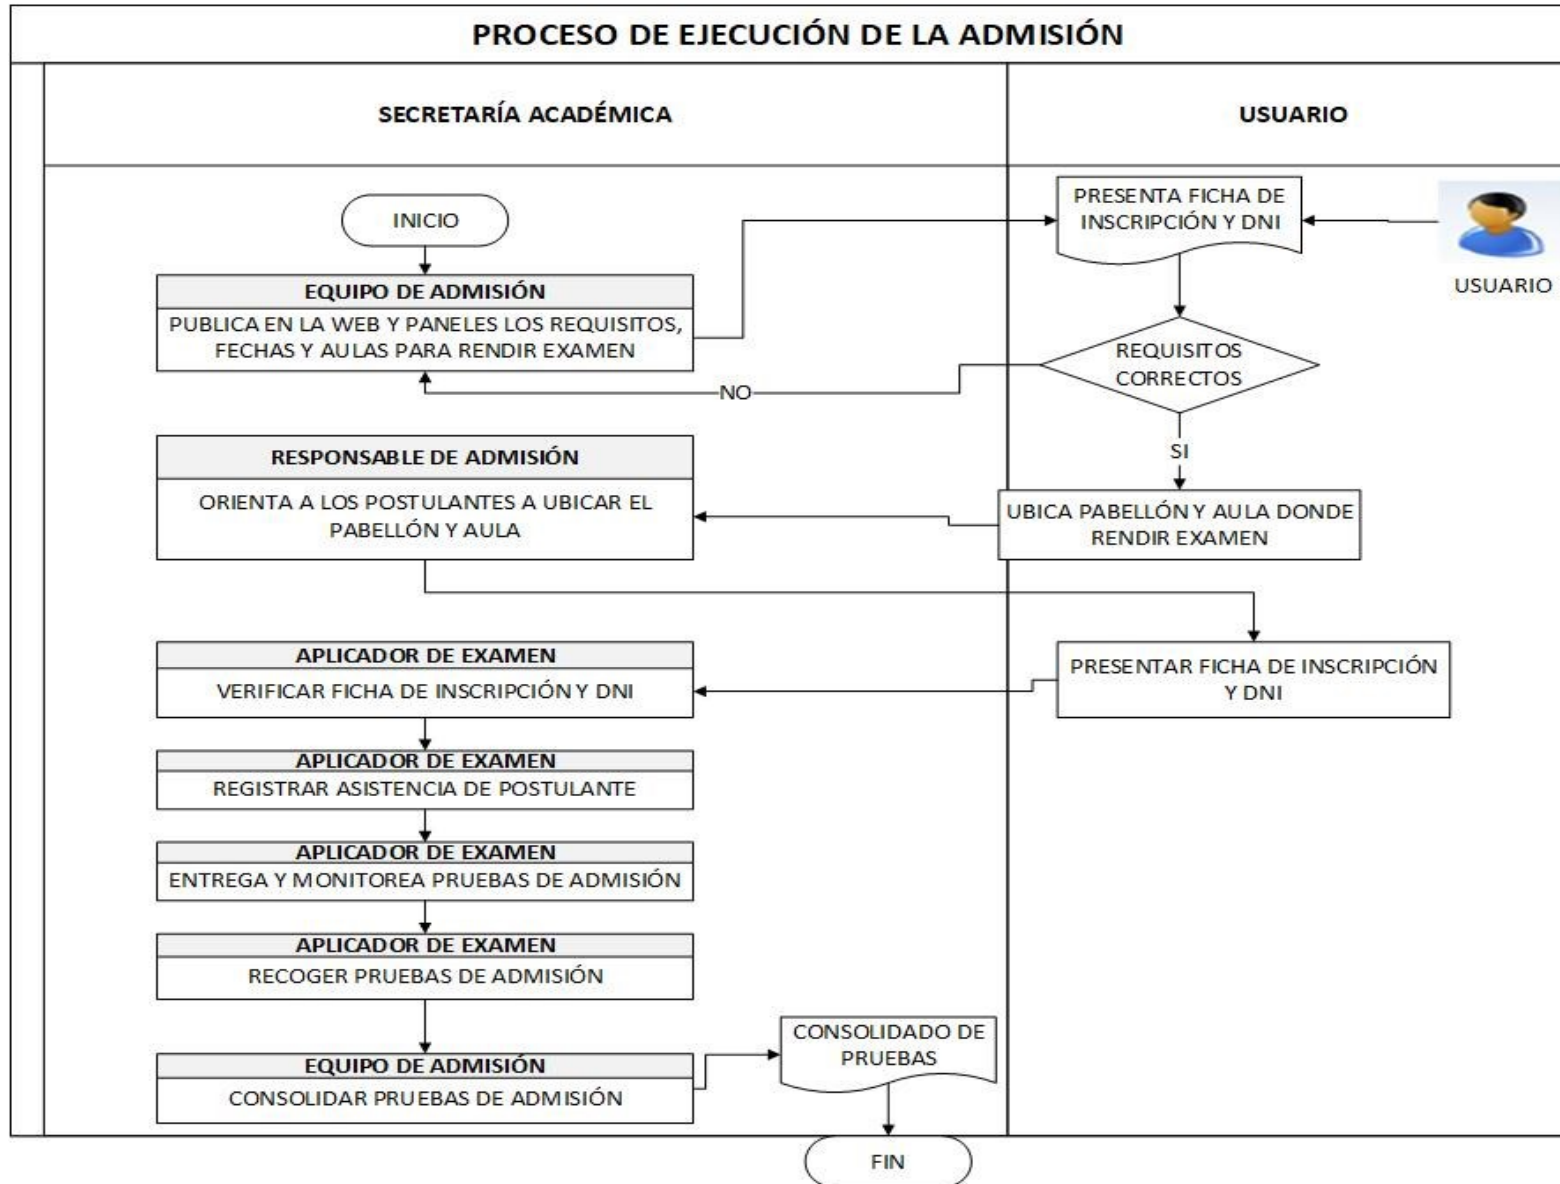 PROCESO DE EJECUCIÓN DE LA ADMISIÓN
SECRETARÍA ACADÉMICA
USUARIO
INICIO
PRESENTA FICHA DE
INSCRIPCIÓN Y DNI
USUARIO
EQUIPO DE ADMISIÓN
PUBLICA EN LA WEB Y PANELES LOS REQUISITOS,
FECHAS Y AULAS PARA RENDIR EXAMEN
REQUISITOS
CORRECTOS
NO
SI
RESPONSABLE DE ADMISIÓN
ORIENTA A LOS POSTULANTES A UBICAR EL
PABELLÓN Y AULA
UBICA PABELLÓN Y AULA DONDE
RENDIR EXAMEN
APLICADOR DE EXAMEN
VERIFICAR FICHA DE INSCRIPCIÓN Y DNI
PRESENTAR FICHA DE INSCRIPCIÓN
Y DNI
APLICADOR DE EXAMEN
REGISTRAR ASISTENCIA DE POSTULANTE
APLICADOR DE EXAMEN
ENTREGA Y MONITOREA PRUEBAS DE ADMISIÓN
APLICADOR DE EXAMEN
RECOGER PRUEBAS DE ADMISIÓN
EQUIPO DE ADMISIÓN
CONSOLIDAR PRUEBAS DE ADMISIÓN
CONSOLIDADO DE
PRUEBAS
FIN